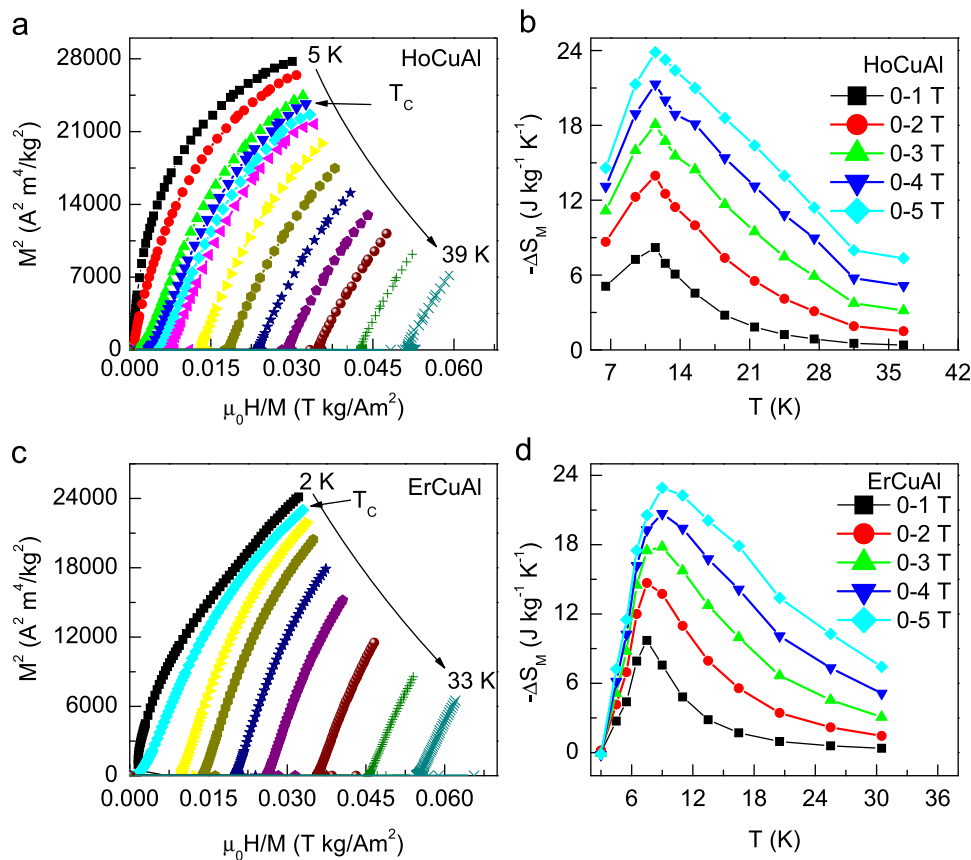 a
28000
21000
14000
7000
0
M² (A² m⁴/kg²)
5 K
HoCuAl
T_C
39 K
0.000 0.015 0.030 0.045 0.060
μ₀H/M (T kg/Am²)
b
24
18
12
6
0
-ΔS_M (J kg⁻¹ K⁻¹)
HoCuAl
0-1 T
0-2 T
0-3 T
0-4 T
0-5 T
7 14 21 28 35 42
T (K)
c
24000
18000
12000
6000
0
M² (A² m⁴/kg²)
2 K
ErCuAl
T_C
33 K
0.000 0.015 0.030 0.045 0.060
μ₀H/M (T kg/Am²)
d
24
18
12
6
0
-ΔS_M (J kg⁻¹ K⁻¹)
ErCuAl
0-1 T
0-2 T
0-3 T
0-4 T
0-5 T
6 12 18 24 30 36
T (K)